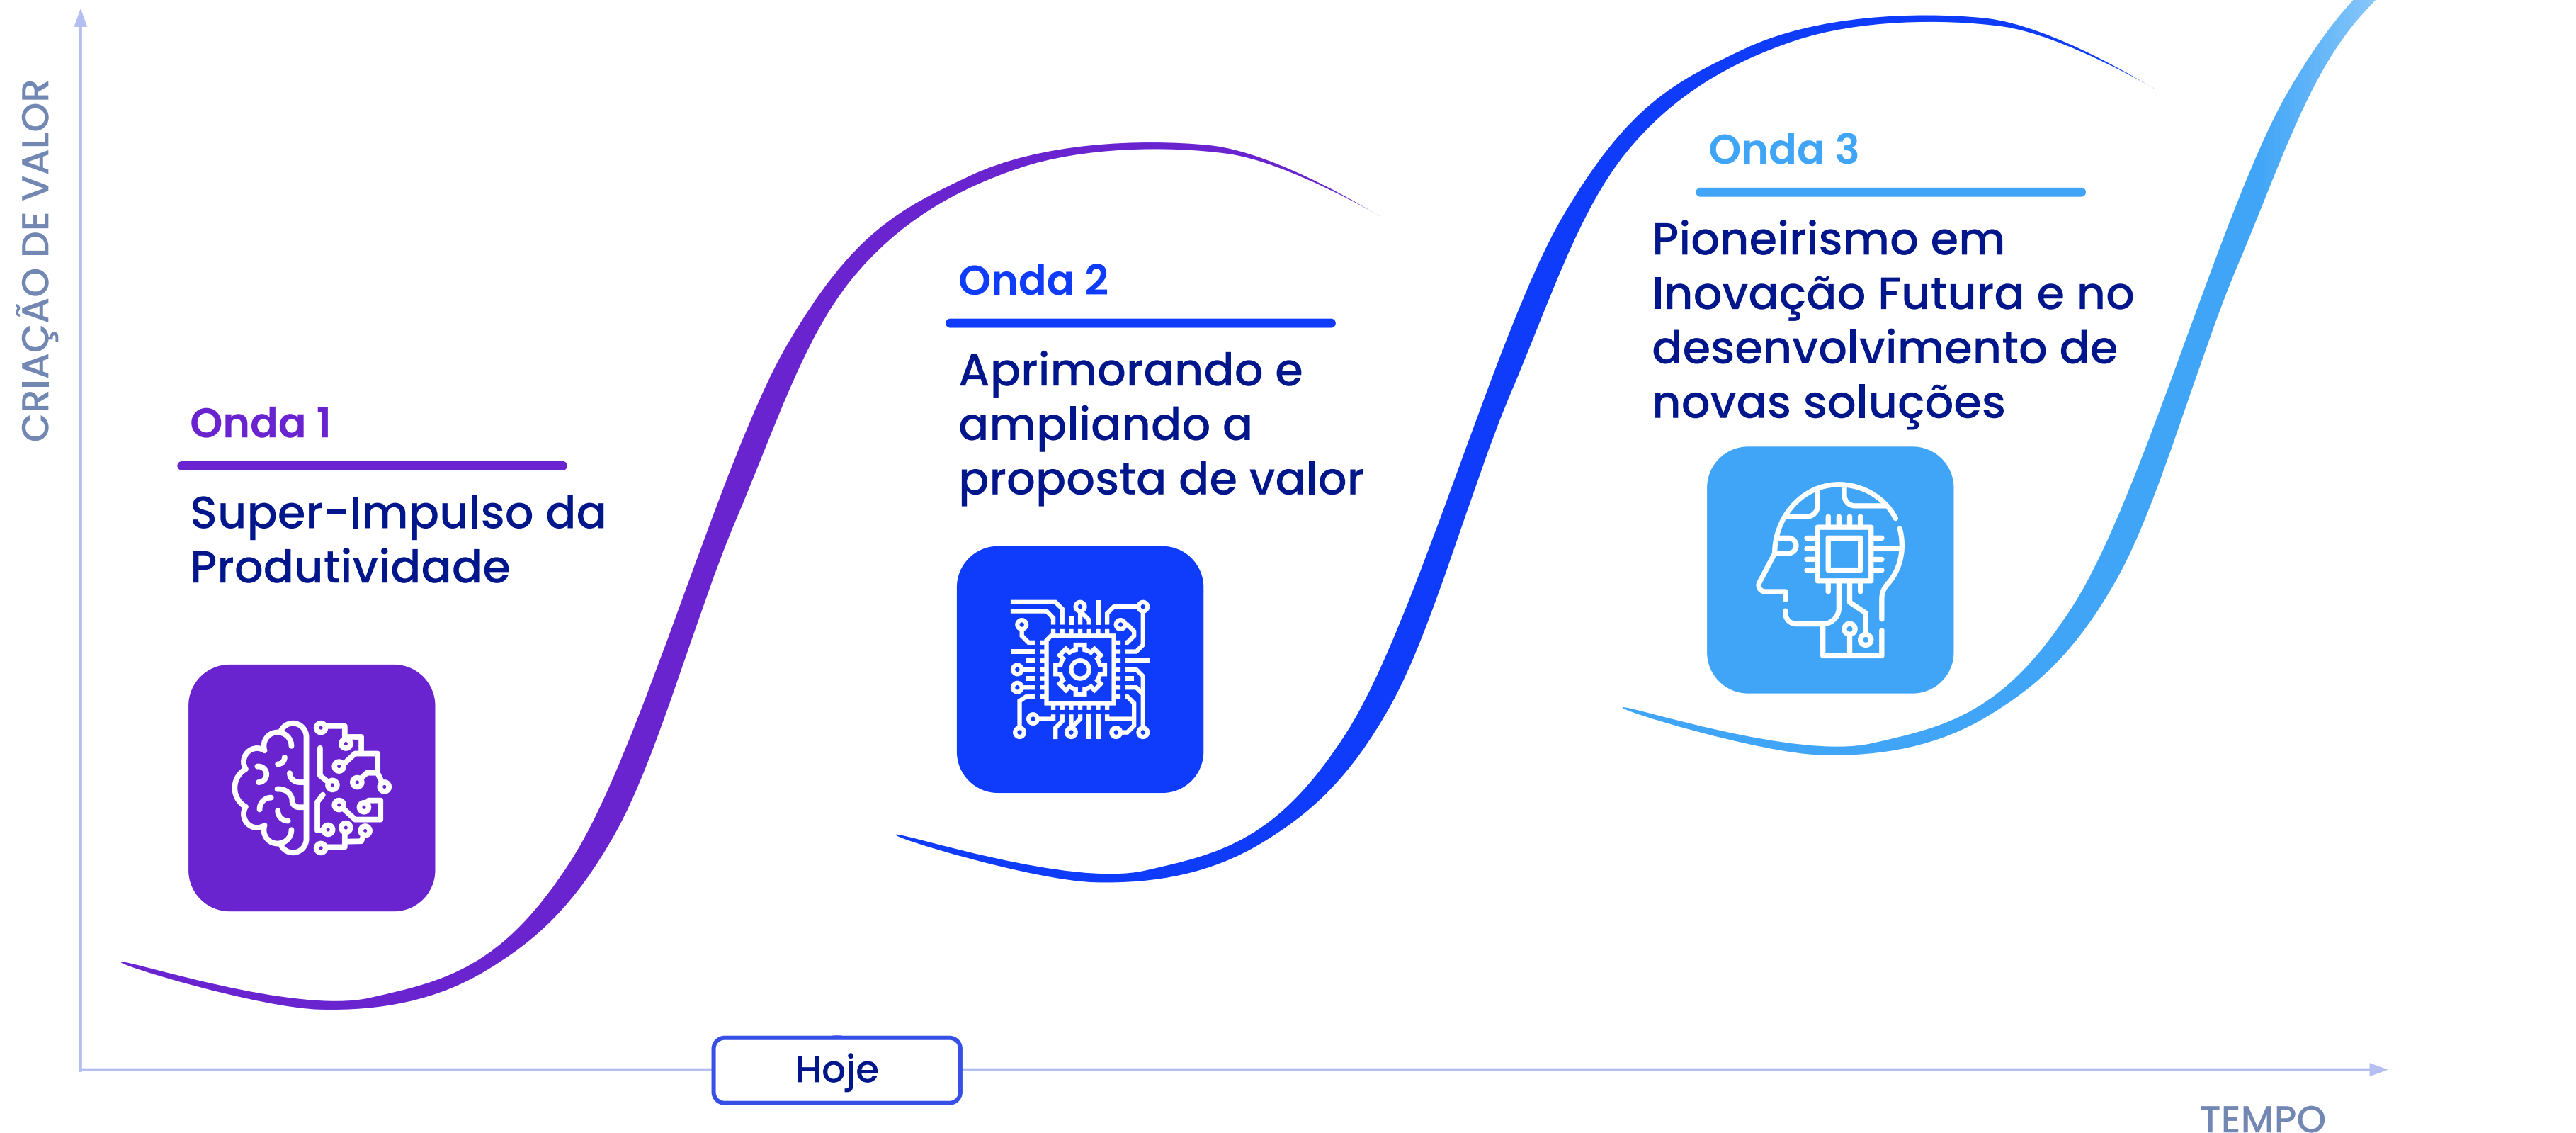 CRIAÇÃO DE VALOR
Onda 1
Super-Impulso da
Produtividade
Onda 2
Aprimorando e
ampliando a
proposta de valor
Onda 3
Pioneirismo em
Inovação Futura e no
desenvolvimento de
novas soluções
Hoje
TEMPO